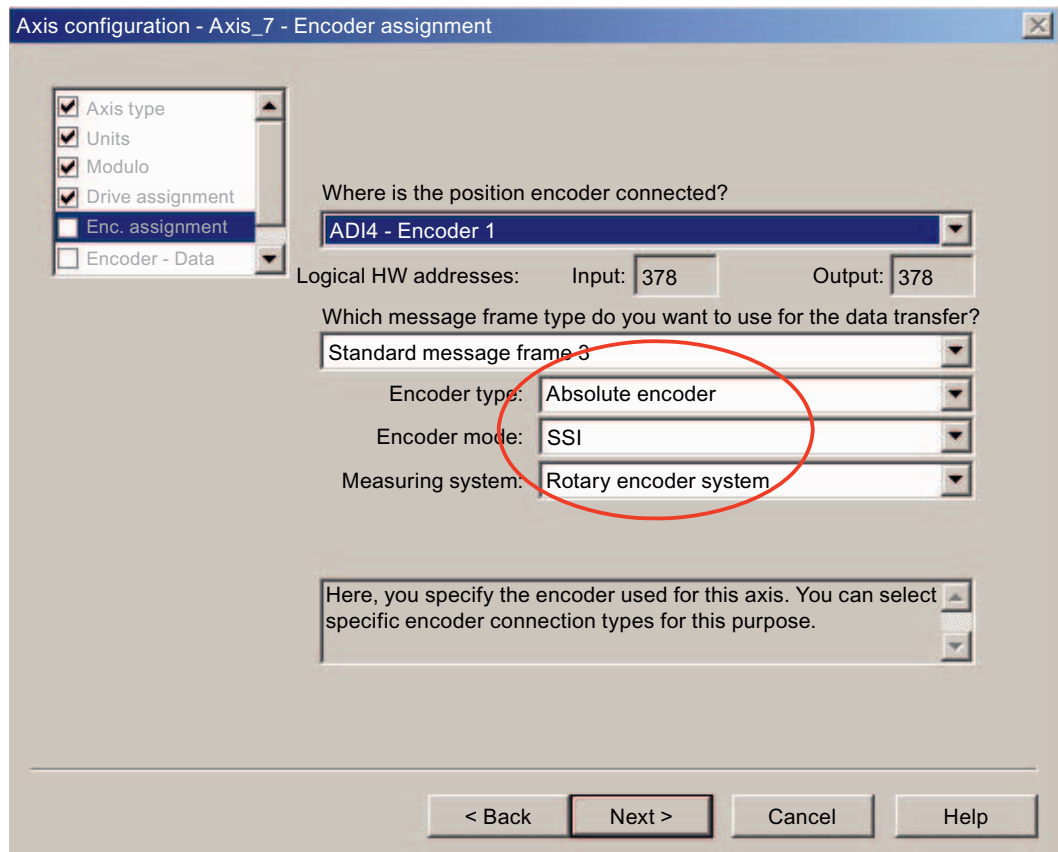 Axis configuration - Axis_7 - Encoder assignment
Axis type
Units
Modulo
Drive assignment
Enc. assignment
Encoder - Data
Where is the position encoder connected?
ADI4 - Encoder 1
Logical HW addresses: Input: 378 Output: 378
Which message frame type do you want to use for the data transfer?
Standard message frame 3
Encoder type: Absolute encoder
Encoder mode: SSI
Measuring system: Rotary encoder system
Here, you specify the encoder used for this axis. You can select
specific encoder connection types for this purpose.
< Back Next > Cancel Help